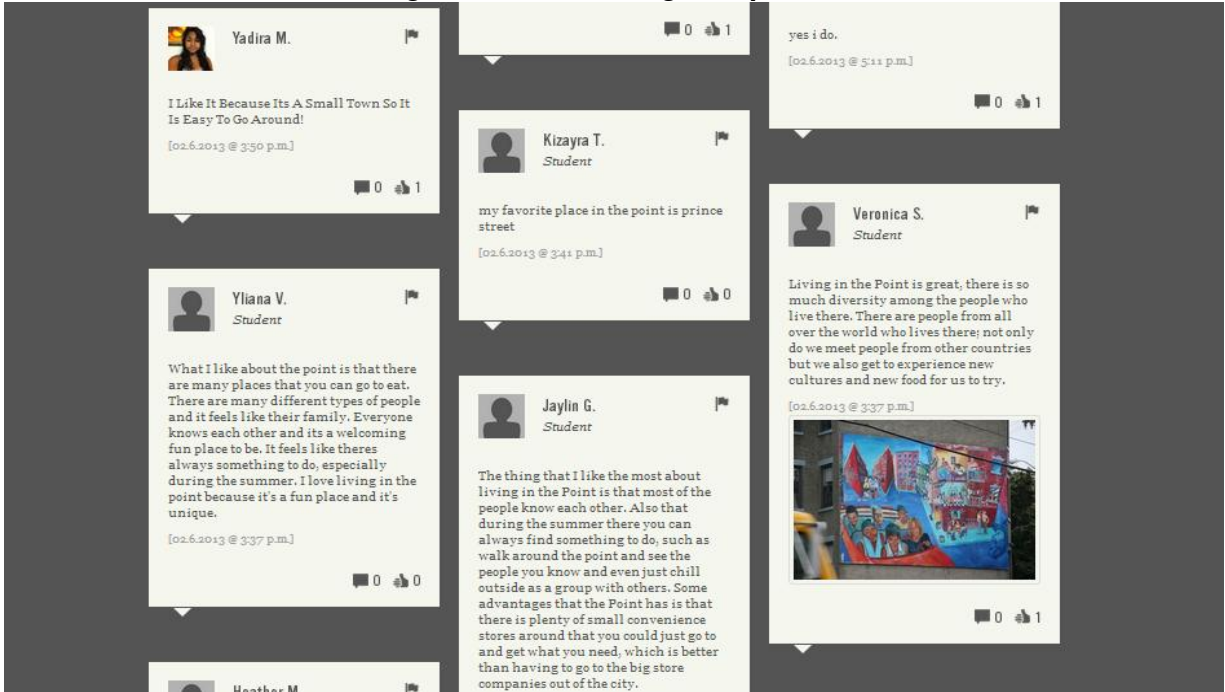 Yadira M.
I Like It Because Its A Small Town So It
Is Easy To Go Around!
[02.6.2013 @ 3:50 p.m.]
0 1
Yliana V.
Student
What I like about the point is that there
are many places that you can go to eat.
There are many different types of people
and it feels like their family. Everyone
knows each other and its a welcoming
fun place to be. It feels like theres
always something to do, especially
during the summer. I love living in the
point because it's a fun place and it's
unique.
[02.6.2013 @ 3:37 p.m.]
0 0
Heather M.
0 1
Kizayra T.
Student
my favorite place in the point is prince
street
[02.6.2013 @ 3:41 p.m.]
0 0
Jaylin G.
Student
The thing that I like the most about
living in the Point is that most of the
people know each other. Also that
during the summer there you can
always find something to do, such as
walk around the point and see the
people you know and even just chill
outside as a group with others. Some
advantages that the Point has is that
there is plenty of small convenience
stores around that you could just go to
and get what you need, which is better
than having to go to the big store
companies out of the city.
yes i do.
[02.6.2013 @ 5:11 p.m.]
0 1
Veronica S.
Student
Living in the Point is great, there is so
much diversity among the people who
live there. There are people from all
over the world who lives there; not only
do we meet people from other countries
but we also get to experience new
cultures and new food for us to try.
[02.6.2013 @ 3:37 p.m.]
0 1